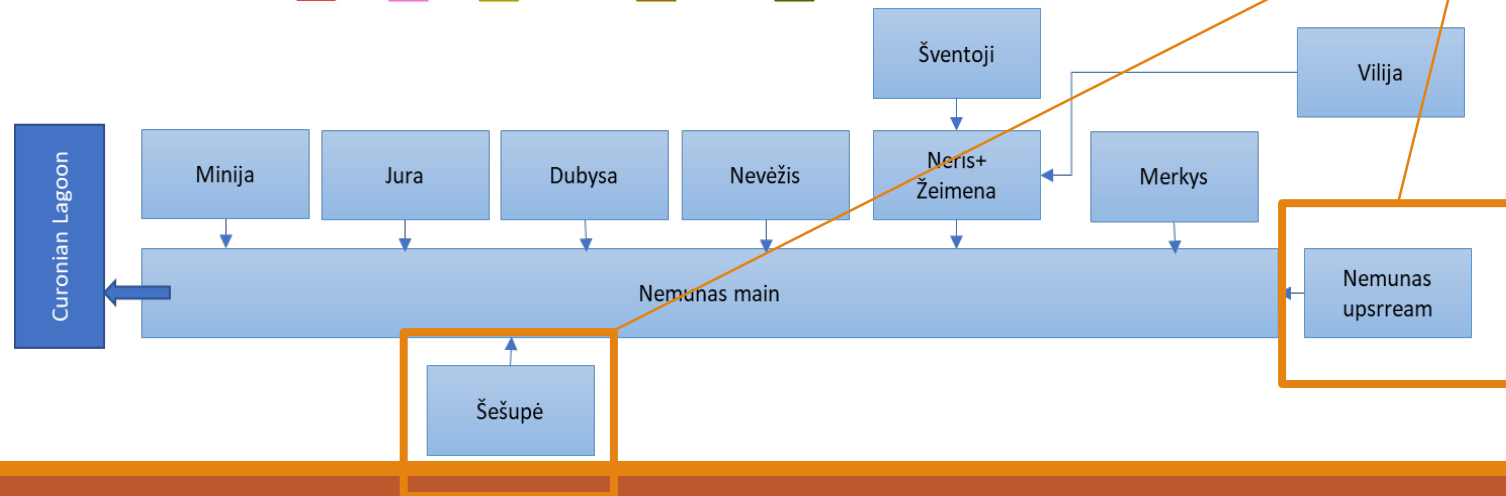 Šventoji
Vilija
Curonian Lagoon
Minija
Jura
Dubysa
Nevėžis
Neris+
Žeimena
Merkys
Nemunas main
Nemunas
upsrream
Šešupė